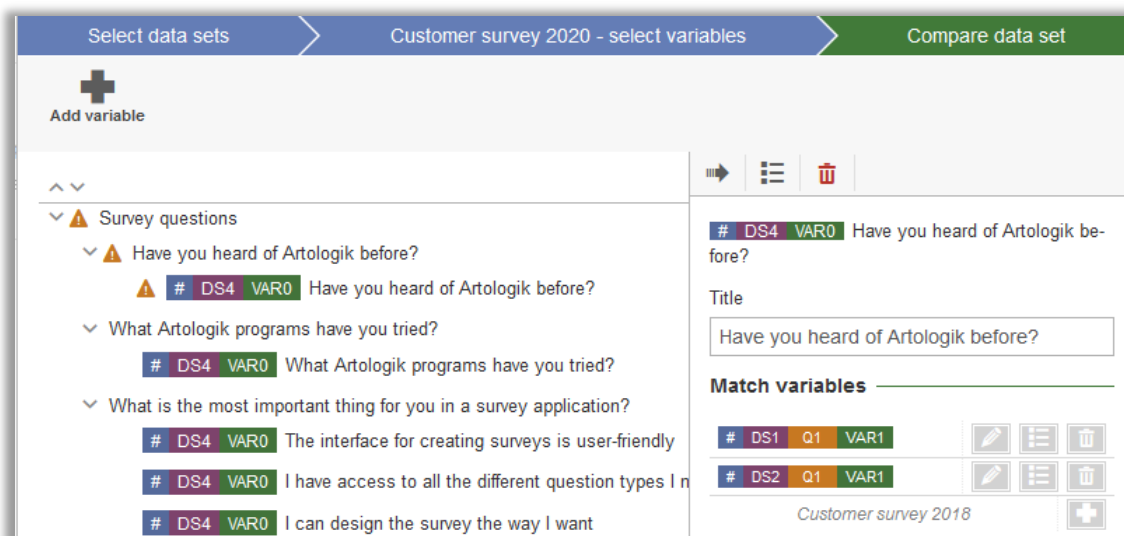 Select data sets
Customer survey 2020 - select variables
Compare data set
Add variable
Survey questions
Have you heard of Artologik before?
# DS4 VAR0 Have you heard of Artologik before?
What Artologik programs have you tried?
# DS4 VAR0 What Artologik programs have you tried?
What is the most important thing for you in a survey application?
# DS4 VAR0 The interface for creating surveys is user-friendly
# DS4 VAR0 I have access to all the different question types I n
# DS4 VAR0 I can design the survey the way I want
# DS4 VAR0 Have you heard of Artologik be-
fore?
Title
Have you heard of Artologik before?
Match variables
# DS1 Q1 VAR1
# DS2 Q1 VAR1
Customer survey 2018